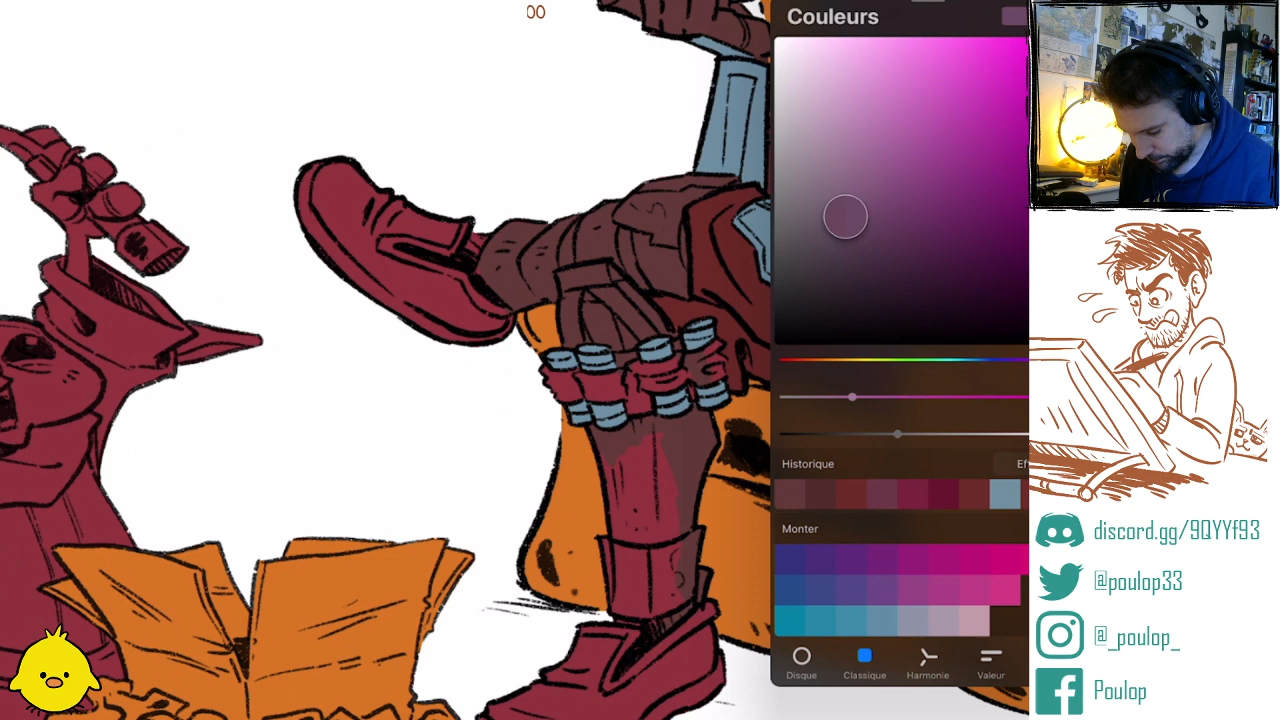 00
Couleurs
Historique
Ef
Monter
Disque
Classique
Harmonie
Valeur
discord.gg/9QYYf93
@poulop33
@_poulop_
Poulop